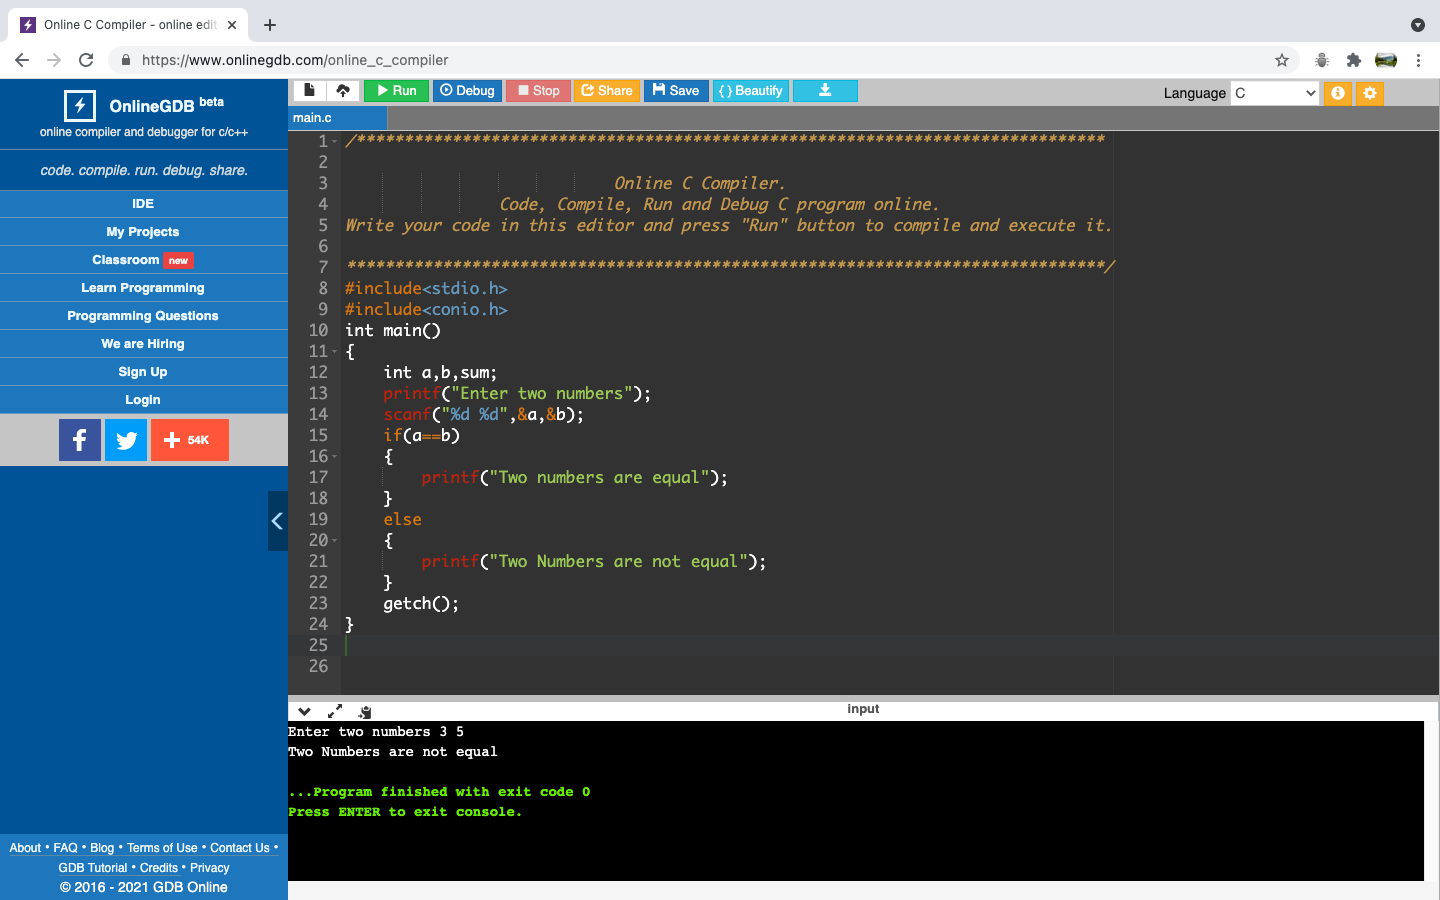 Online C Compiler - online edit
https://www.onlinegdb.com/online_c_compiler
OnlineGDB beta
online compiler and debugger for c/c++
code. compile. run. debug. share.
IDE
My Projects
Classroom new
Learn Programming
Programming Questions
We are Hiring
Sign Up
Login
54K
About • FAQ • Blog • Terms of Use • Contact Us •
GDB Tutorial • Credits • Privacy
© 2016 - 2021 GDB Online
Run Debug Stop Share Save {} Beautify
Language C
main.c
1 /******************************************************************************
2
3 Online C Compiler.
4 Code, Compile, Run and Debug C program online.
5 Write your code in this editor and press "Run" button to compile and execute it.
6
7 *******************************************************************************/
8 #include<stdio.h>
9 #include<conio.h>
10 int main()
11 {
12 int a,b,sum;
13 printf("Enter two numbers");
14 scanf("%d %d",&a,&b);
15 if(a==b)
16 {
17 printf("Two numbers are equal");
18 }
19 else
20 {
21 printf("Two Numbers are not equal");
22 }
23 getch();
24 }
25
26
input
Enter two numbers 3 5
Two Numbers are not equal
...Program finished with exit code 0
Press ENTER to exit console.